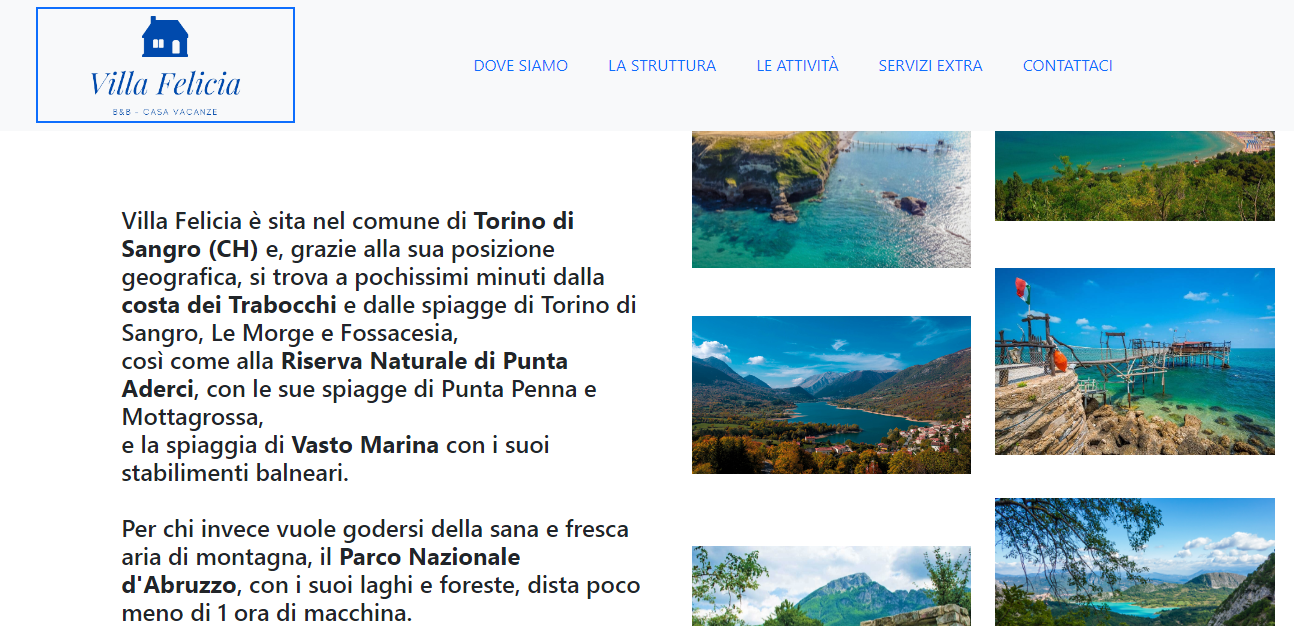 Villa Felicia
B&B - CASA VACANZE
DOVE SIAMO
LA STRUTTURA
LE ATTIVITÀ
SERVIZI EXTRA
CONTATTACI
Villa Felicia è sita nel comune di Torino di
Sangro (CH) e, grazie alla sua posizione
geografica, si trova a pochissimi minuti dalla
costa dei Trabocchi e dalle spiagge di Torino di
Sangro, Le Morge e Fossacesia,
così come alla Riserva Naturale di Punta
Aderci, con le sue spiagge di Punta Penna e
Mottagrossa,
e la spiaggia di Vasto Marina con i suoi
stabilimenti balneari.
Per chi invece vuole godersi della sana e fresca
aria di montagna, il Parco Nazionale
d'Abruzzo, con i suoi laghi e foreste, dista poco
meno di 1 ora di macchina.